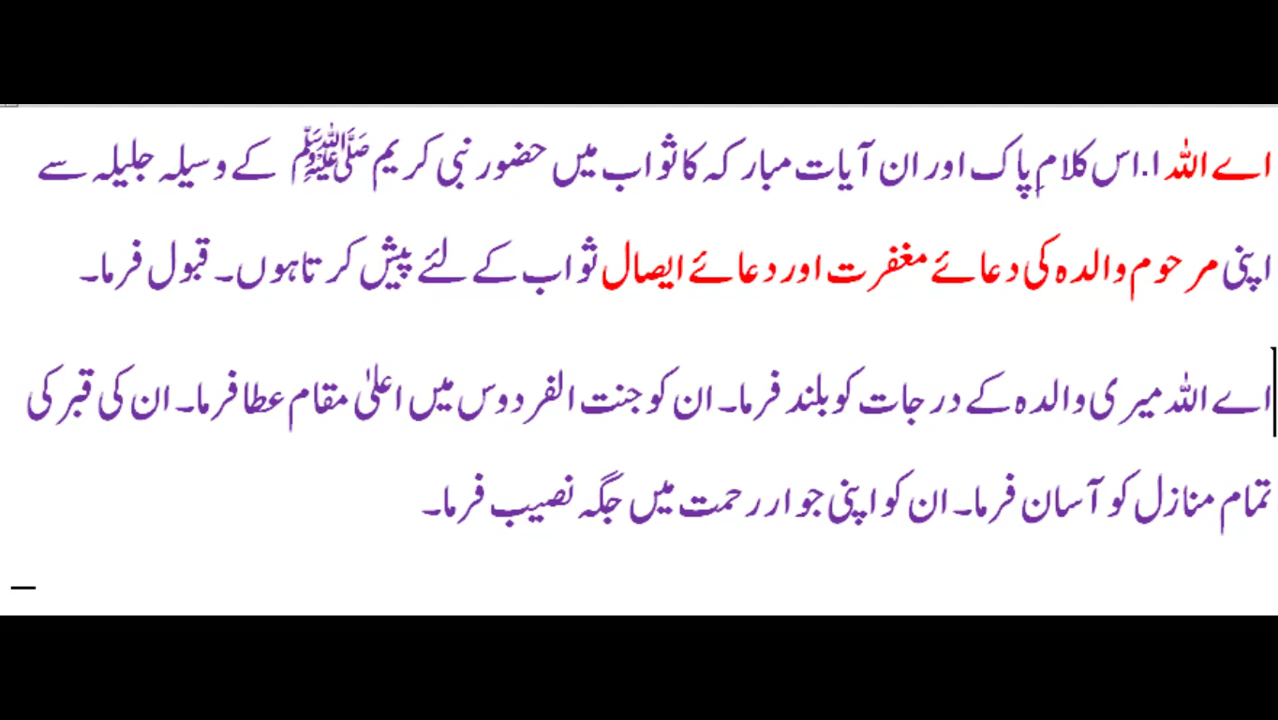 اے اللہ ا.اس کلامِ پاک اور ان آیات مبارکہ کا ثواب میں حضور نبی کریم ﷺ کے وسیلہ جلیلہ سے
اپنی مرحوم والدہ کی دعائے مغفرت اور دعائے ایصال ثواب کے لئے پیش کرتاہوں۔ قبول فرما۔
اے اللہ میری والدہ کے درجات کو بلند فرما۔ ان کو جنت الفردوس میں اعلیٰ مقام عطا فرما۔ ان کی قبر کی
تمام منازل کو آسان فرما۔ ان کو اپنی جوار رحمت میں جگہ نصیب فرما۔